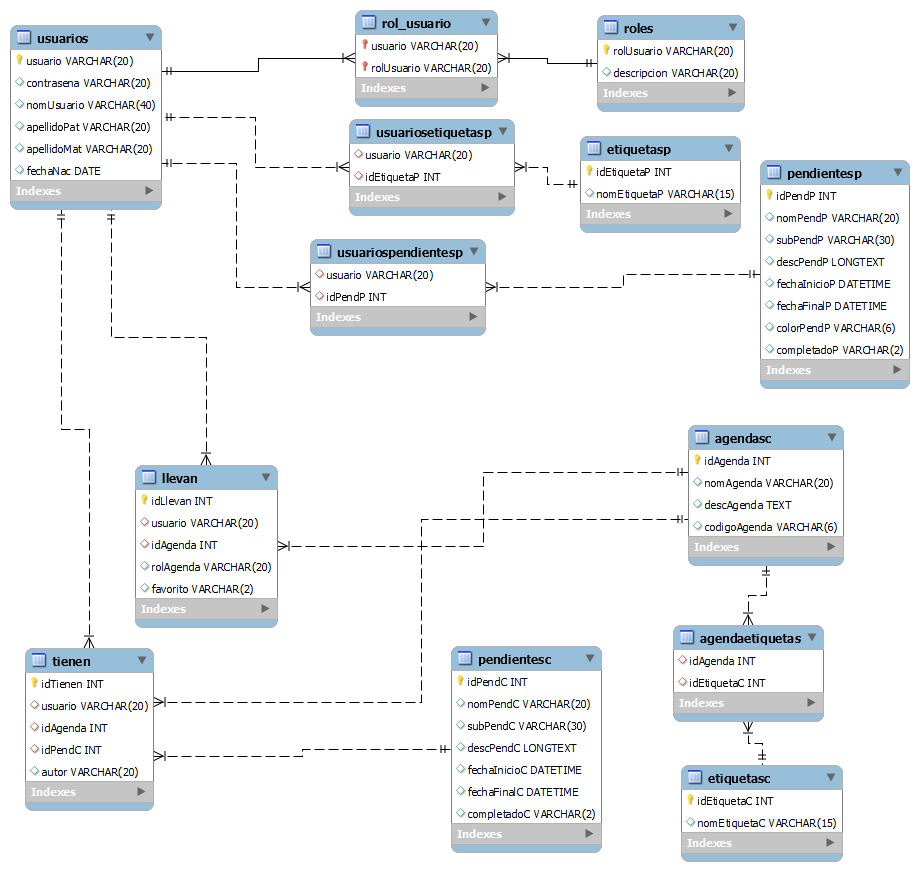 usuarios
usuario VARCHAR(20)
contrasena VARCHAR(20)
nomUsuario VARCHAR(40)
apellidoPat VARCHAR(20)
apellidoMat VARCHAR(20)
fechaNac DATE
Indexes
rol_usuario
usuario VARCHAR(20)
rolUsuario VARCHAR(20)
Indexes
roles
rolUsuario VARCHAR(20)
descripcion VARCHAR(20)
Indexes
usuariosetiquetasp
usuario VARCHAR(20)
idEtiquetaP INT
Indexes
etiquetasp
idEtiquetaP INT
nomEtiquetaP VARCHAR(15)
Indexes
pendientesp
idPendP INT
nomPendP VARCHAR(20)
subPendP VARCHAR(30)
descPendP LONGTEXT
fechaInicioP DATETIME
fechaFinalP DATETIME
colorPendP VARCHAR(6)
completadoP VARCHAR(2)
Indexes
usuariospendientesp
usuario VARCHAR(20)
idPendP INT
Indexes
llevan
idLlevan INT
usuario VARCHAR(20)
idAgenda INT
rolAgenda VARCHAR(20)
favorito VARCHAR(2)
Indexes
agendasc
idAgenda INT
nomAgenda VARCHAR(20)
descAgenda TEXT
codigoAgenda VARCHAR(6)
Indexes
tienen
idTienen INT
usuario VARCHAR(20)
idAgenda INT
idPendC INT
autor VARCHAR(20)
Indexes
pendientesc
idPendC INT
nomPendC VARCHAR(20)
subPendC VARCHAR(30)
descPendC LONGTEXT
fechaInicioC DATETIME
fechaFinalC DATETIME
completadoC VARCHAR(2)
Indexes
agendaetiquetas
idAgenda INT
idEtiquetaC INT
Indexes
etiquetasc
idEtiquetaC INT
nomEtiquetaC VARCHAR(15)
Indexes